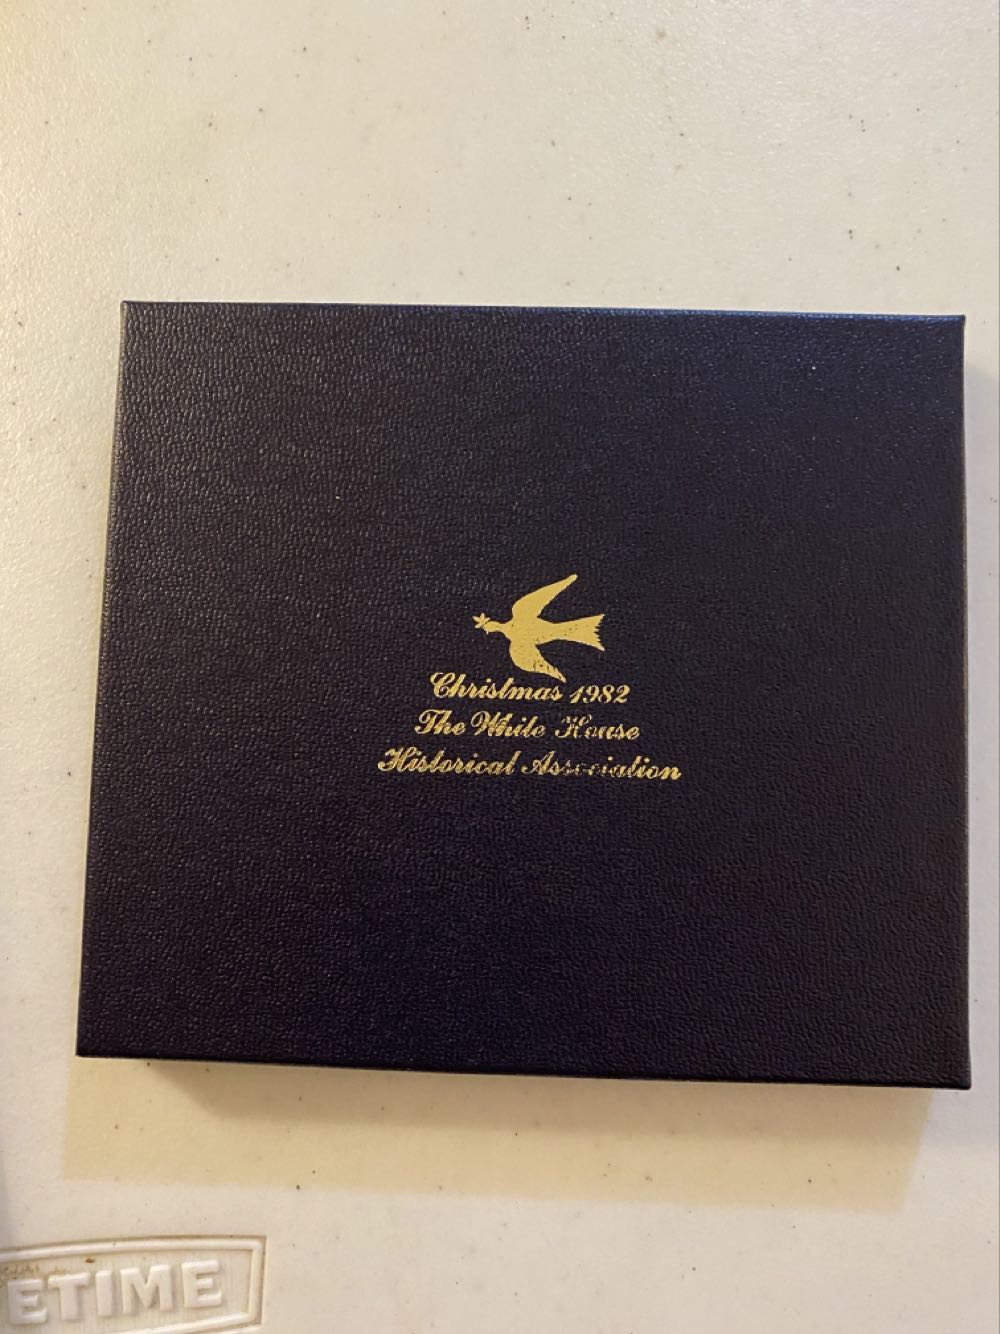 Christmas 1982
The White House
Historical Association
ETIME